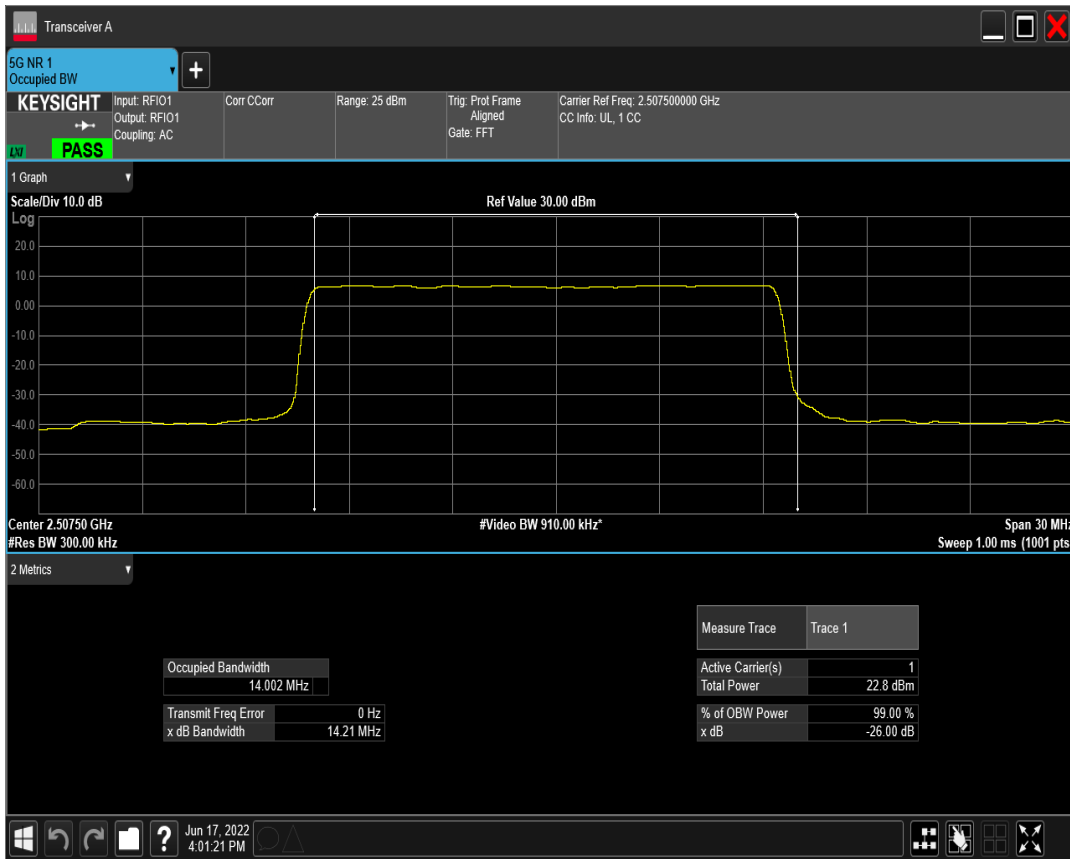 Transceiver A
5G NR 1
Occupied BW
+
KEYSIGHT
LXI
PASS
Input: RFIO1
Output: RFIO1
Coupling: AC
Corr CCorr
Range: 25 dBm
Trig: Prot Frame
Aligned
Gate: FFT
Carrier Ref Freq: 2.507500000 GHz
CC Info: UL, 1 CC
1 Graph
Scale/Div 10.0 dB
Ref Value 30.00 dBm
Log
20.0
10.0
0.00
-10.0
-20.0
-30.0
-40.0
-50.0
-60.0
Center 2.50750 GHz
#Video BW 910.00 kHz*
Span 30 MHz
#Res BW 300.00 kHz
Sweep 1.00 ms (1001 pts
2 Metrics
Measure Trace Trace 1
Occupied Bandwidth
14.002 MHz
Active Carrier(s) 1
Total Power 22.8 dBm
Transmit Freq Error 0 Hz
x dB Bandwidth 14.21 MHz
% of OBW Power 99.00 %
x dB -26.00 dB
?
Jun 17, 2022
4:01:21 PM